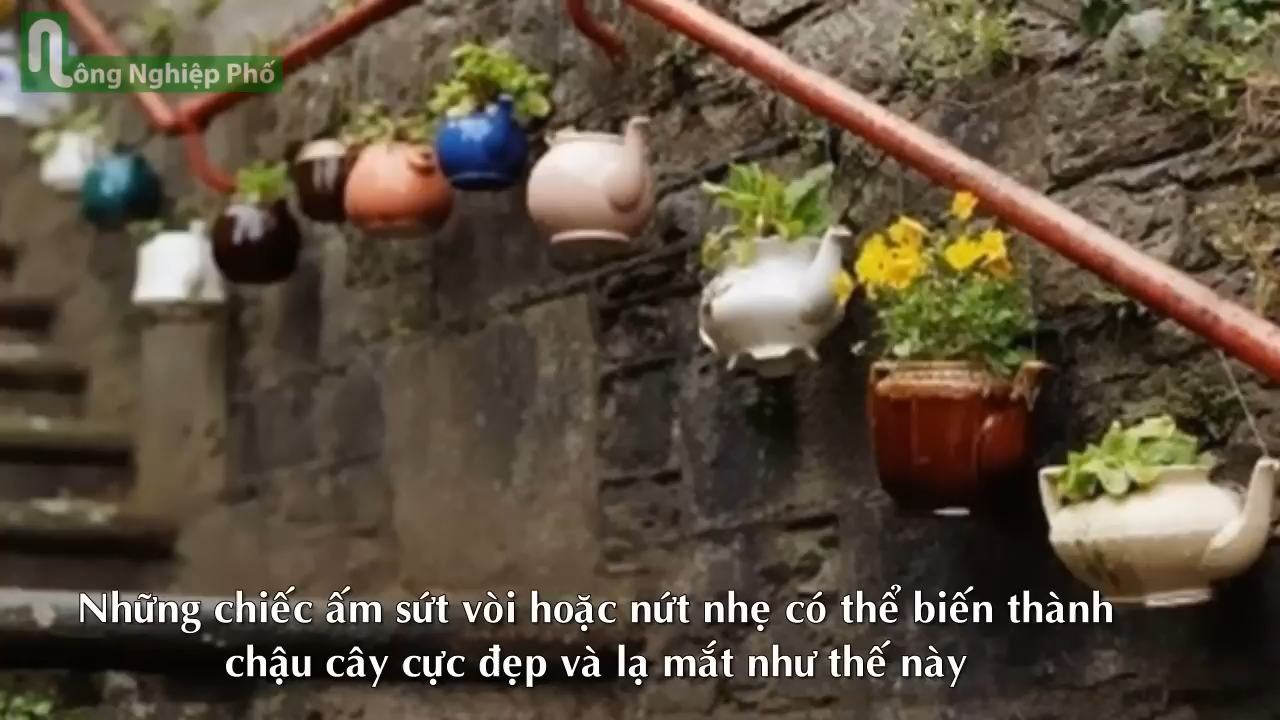 Nông Nghiệp Phố
Những chiếc ấm sứt vòi hoặc nứt nhẹ có thể biến thành
chậu cây cực đẹp và lạ mắt như thế này